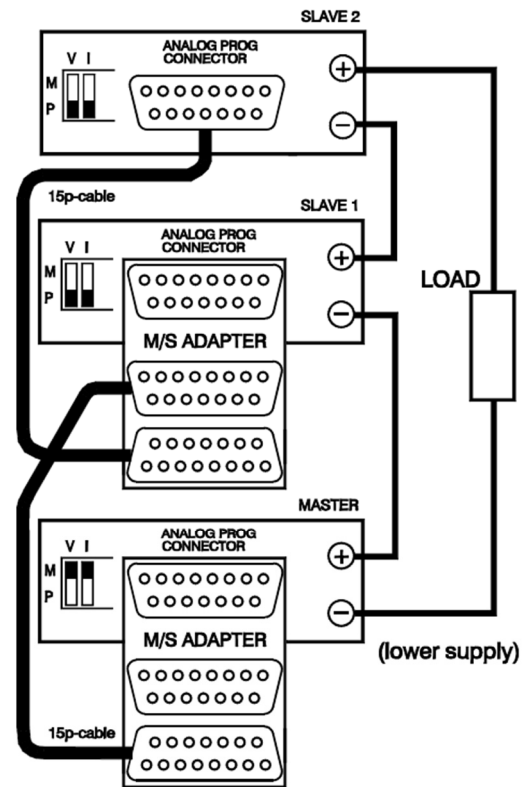 SLAVE 2
ANALOG PROG
CONNECTOR
V I
M
P
+
−
15p-cable
SLAVE 1
ANALOG PROG
CONNECTOR
V I
M
P
+
−
LOAD
M/S ADAPTER
MASTER
ANALOG PROG
CONNECTOR
V I
M
P
+
−
M/S ADAPTER
(lower supply)
15p-cable